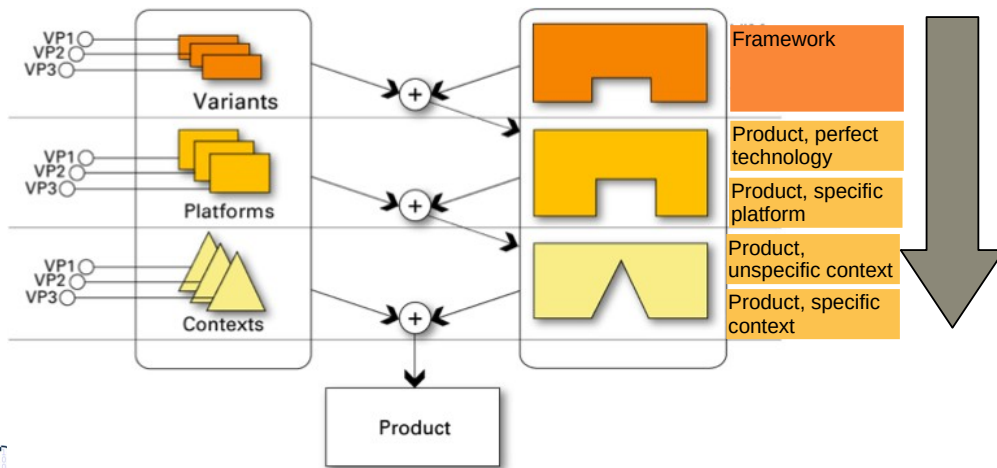 VP1
VP2
VP3
Variants
+
Framework
VP1
VP2
VP3
Platforms
+
Product, perfect
technology
Product, specific
platform
VP1
VP2
VP3
Contexts
+
Product,
unspecific context
Product, specific
context
Product